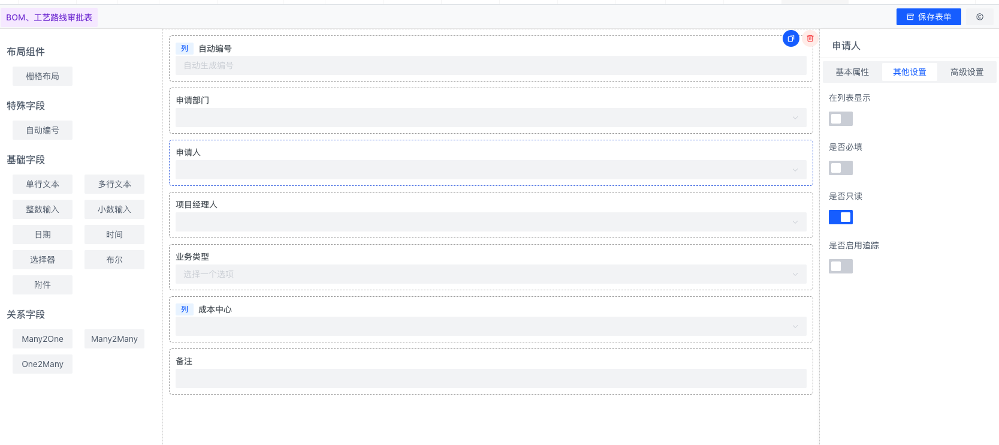 BOM、工艺路线审批表
保存表单
©
布局组件
栅格布局
特殊字段
自动编号
基础字段
单行文本
多行文本
整数输入
小数输入
日期
时间
选择器
布尔
附件
关系字段
Many2One
Many2Many
One2Many
列 自动编号
自动生成编号
申请部门
申请人
项目经理人
业务类型
选择一个选项
列 成本中心
备注
申请人
基本属性
其他设置
高级设置
在列表显示
是否必填
是否只读
是否启用追踪